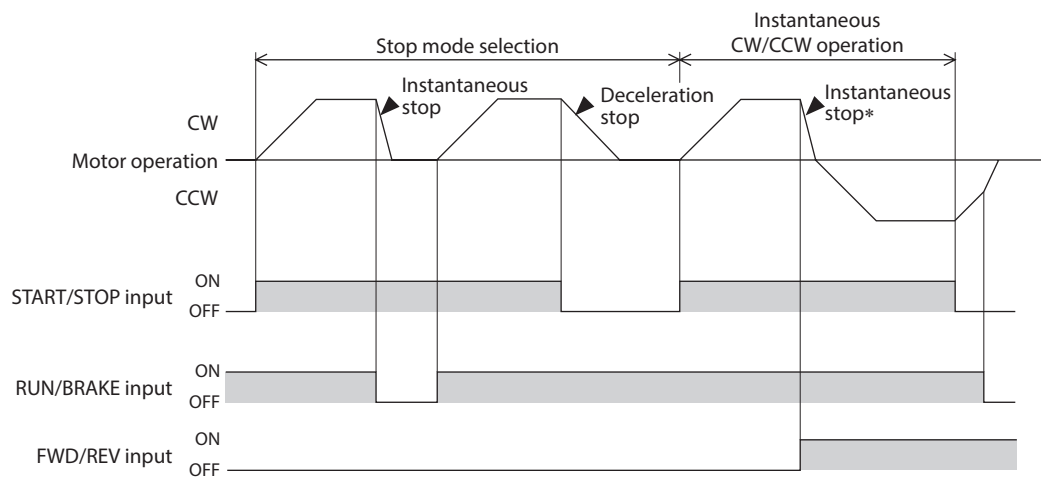 Stop mode selection
Instantaneous
CW/CCW operation
Instantaneous
stop
Deceleration
stop
Instantaneous
stop*
CW
Motor operation
CCW
START/STOP input
ON
OFF
RUN/BRAKE input
ON
OFF
FWD/REV input
ON
OFF